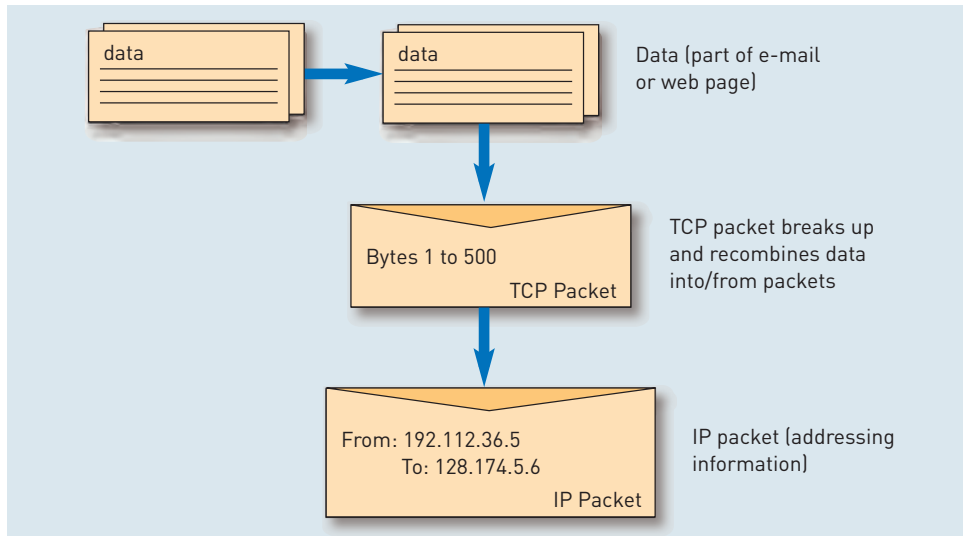 data
data
Data (part of e-mail
or web page)
Bytes 1 to 500
TCP Packet
TCP packet breaks up
and recombines data
into/from packets
From: 192.112.36.5
To: 128.174.5.6
IP Packet
IP packet (addressing
information)